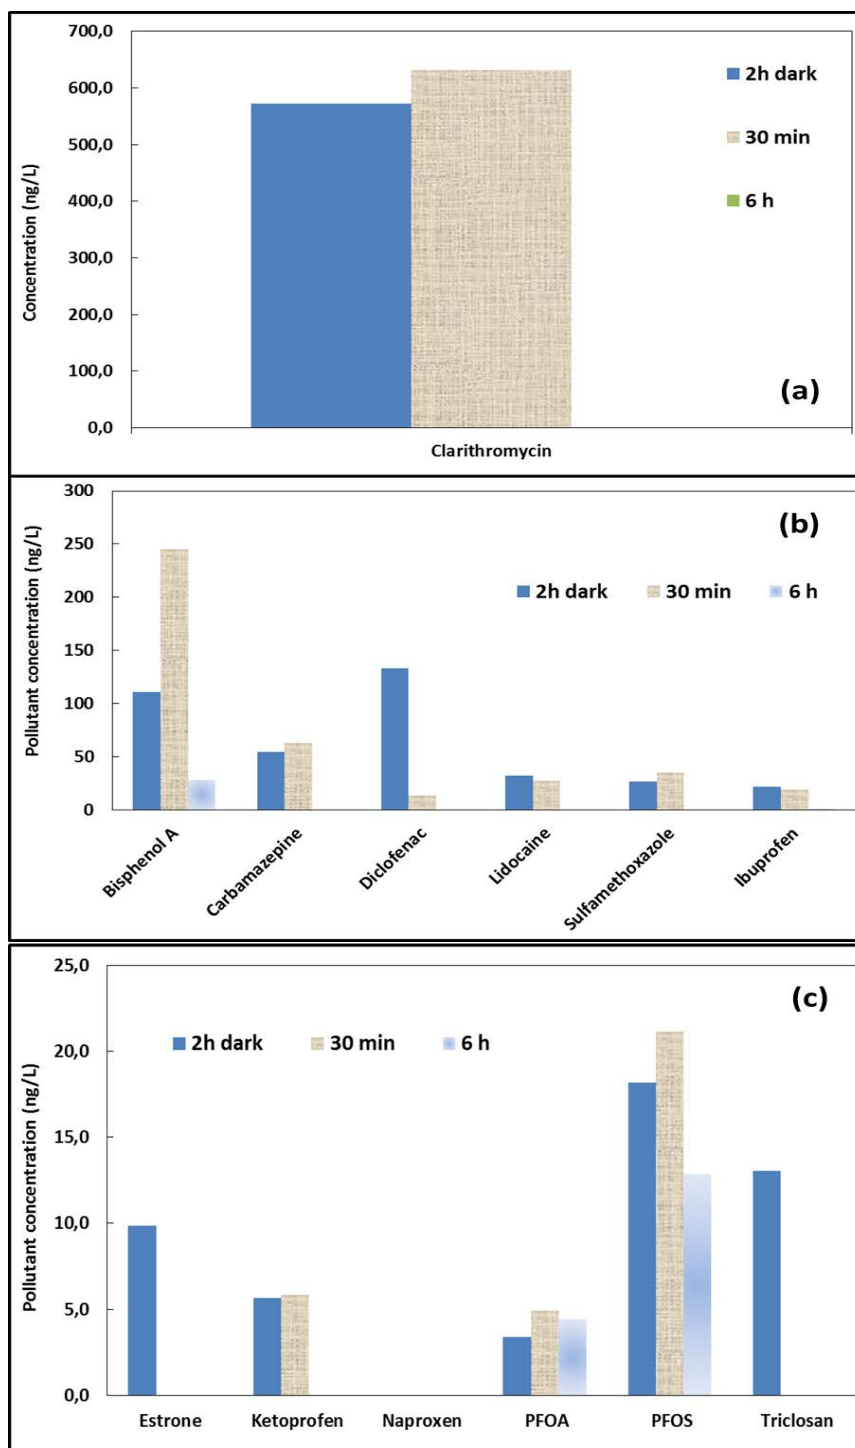 700,0
2h dark
600,0
500,0
30 min
400,0
6 h
300,0
200,0
100,0
(a)
0,0
Clarithromycin
Concentration (ng/L)
300
(b)
250
2h dark 30 min 6 h
200
150
100
50
0
Bisphenol A
Carbamazepine
Diclofenac
Lidocaine
Sulfamethoxazole
Ibuprofen
Pollutant concentration (ng/L)
25,0
(c)
2h dark 30 min 6 h
20,0
15,0
10,0
5,0
0,0
Estrone Ketoprofen Naproxen PFOA PFOS Triclosan
Pollutant concentration (ng/L)